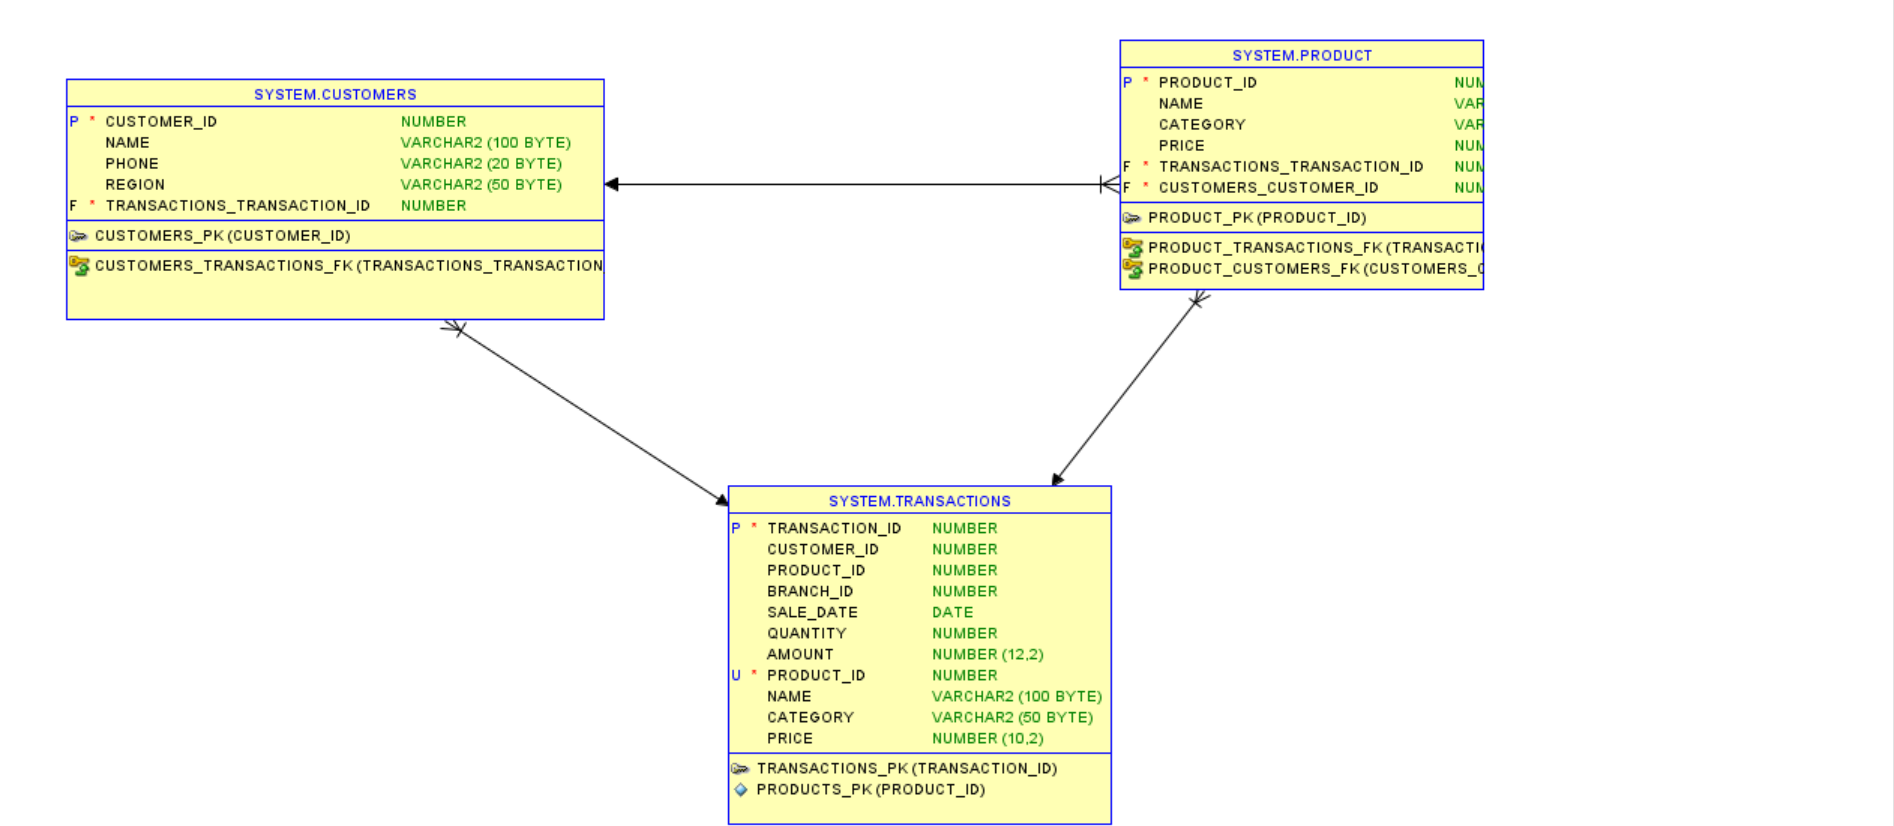 SYSTEM.CUSTOMERS
P * CUSTOMER_ID NUMBER
NAME VARCHAR2 (100 BYTE)
PHONE VARCHAR2 (20 BYTE)
REGION VARCHAR2 (50 BYTE)
F * TRANSACTIONS_TRANSACTION_ID NUMBER
CUSTOMERS_PK (CUSTOMER_ID)
CUSTOMERS_TRANSACTIONS_FK (TRANSACTIONS_TRANSACTION
SYSTEM.PRODUCT
P * PRODUCT_ID NUM
NAME VAR
CATEGORY VAR
PRICE NUM
F * TRANSACTIONS_TRANSACTION_ID NUM
F * CUSTOMERS_CUSTOMER_ID NUM
PRODUCT_PK (PRODUCT_ID)
PRODUCT_TRANSACTIONS_FK (TRANSACTI
PRODUCT_CUSTOMERS_FK (CUSTOMERS_C
SYSTEM.TRANSACTIONS
P * TRANSACTION_ID NUMBER
CUSTOMER_ID NUMBER
PRODUCT_ID NUMBER
BRANCH_ID NUMBER
SALE_DATE DATE
QUANTITY NUMBER
AMOUNT NUMBER (12,2)
U * PRODUCT_ID NUMBER
NAME VARCHAR2 (100 BYTE)
CATEGORY VARCHAR2 (50 BYTE)
PRICE NUMBER (10,2)
TRANSACTIONS_PK (TRANSACTION_ID)
PRODUCTS_PK (PRODUCT_ID)